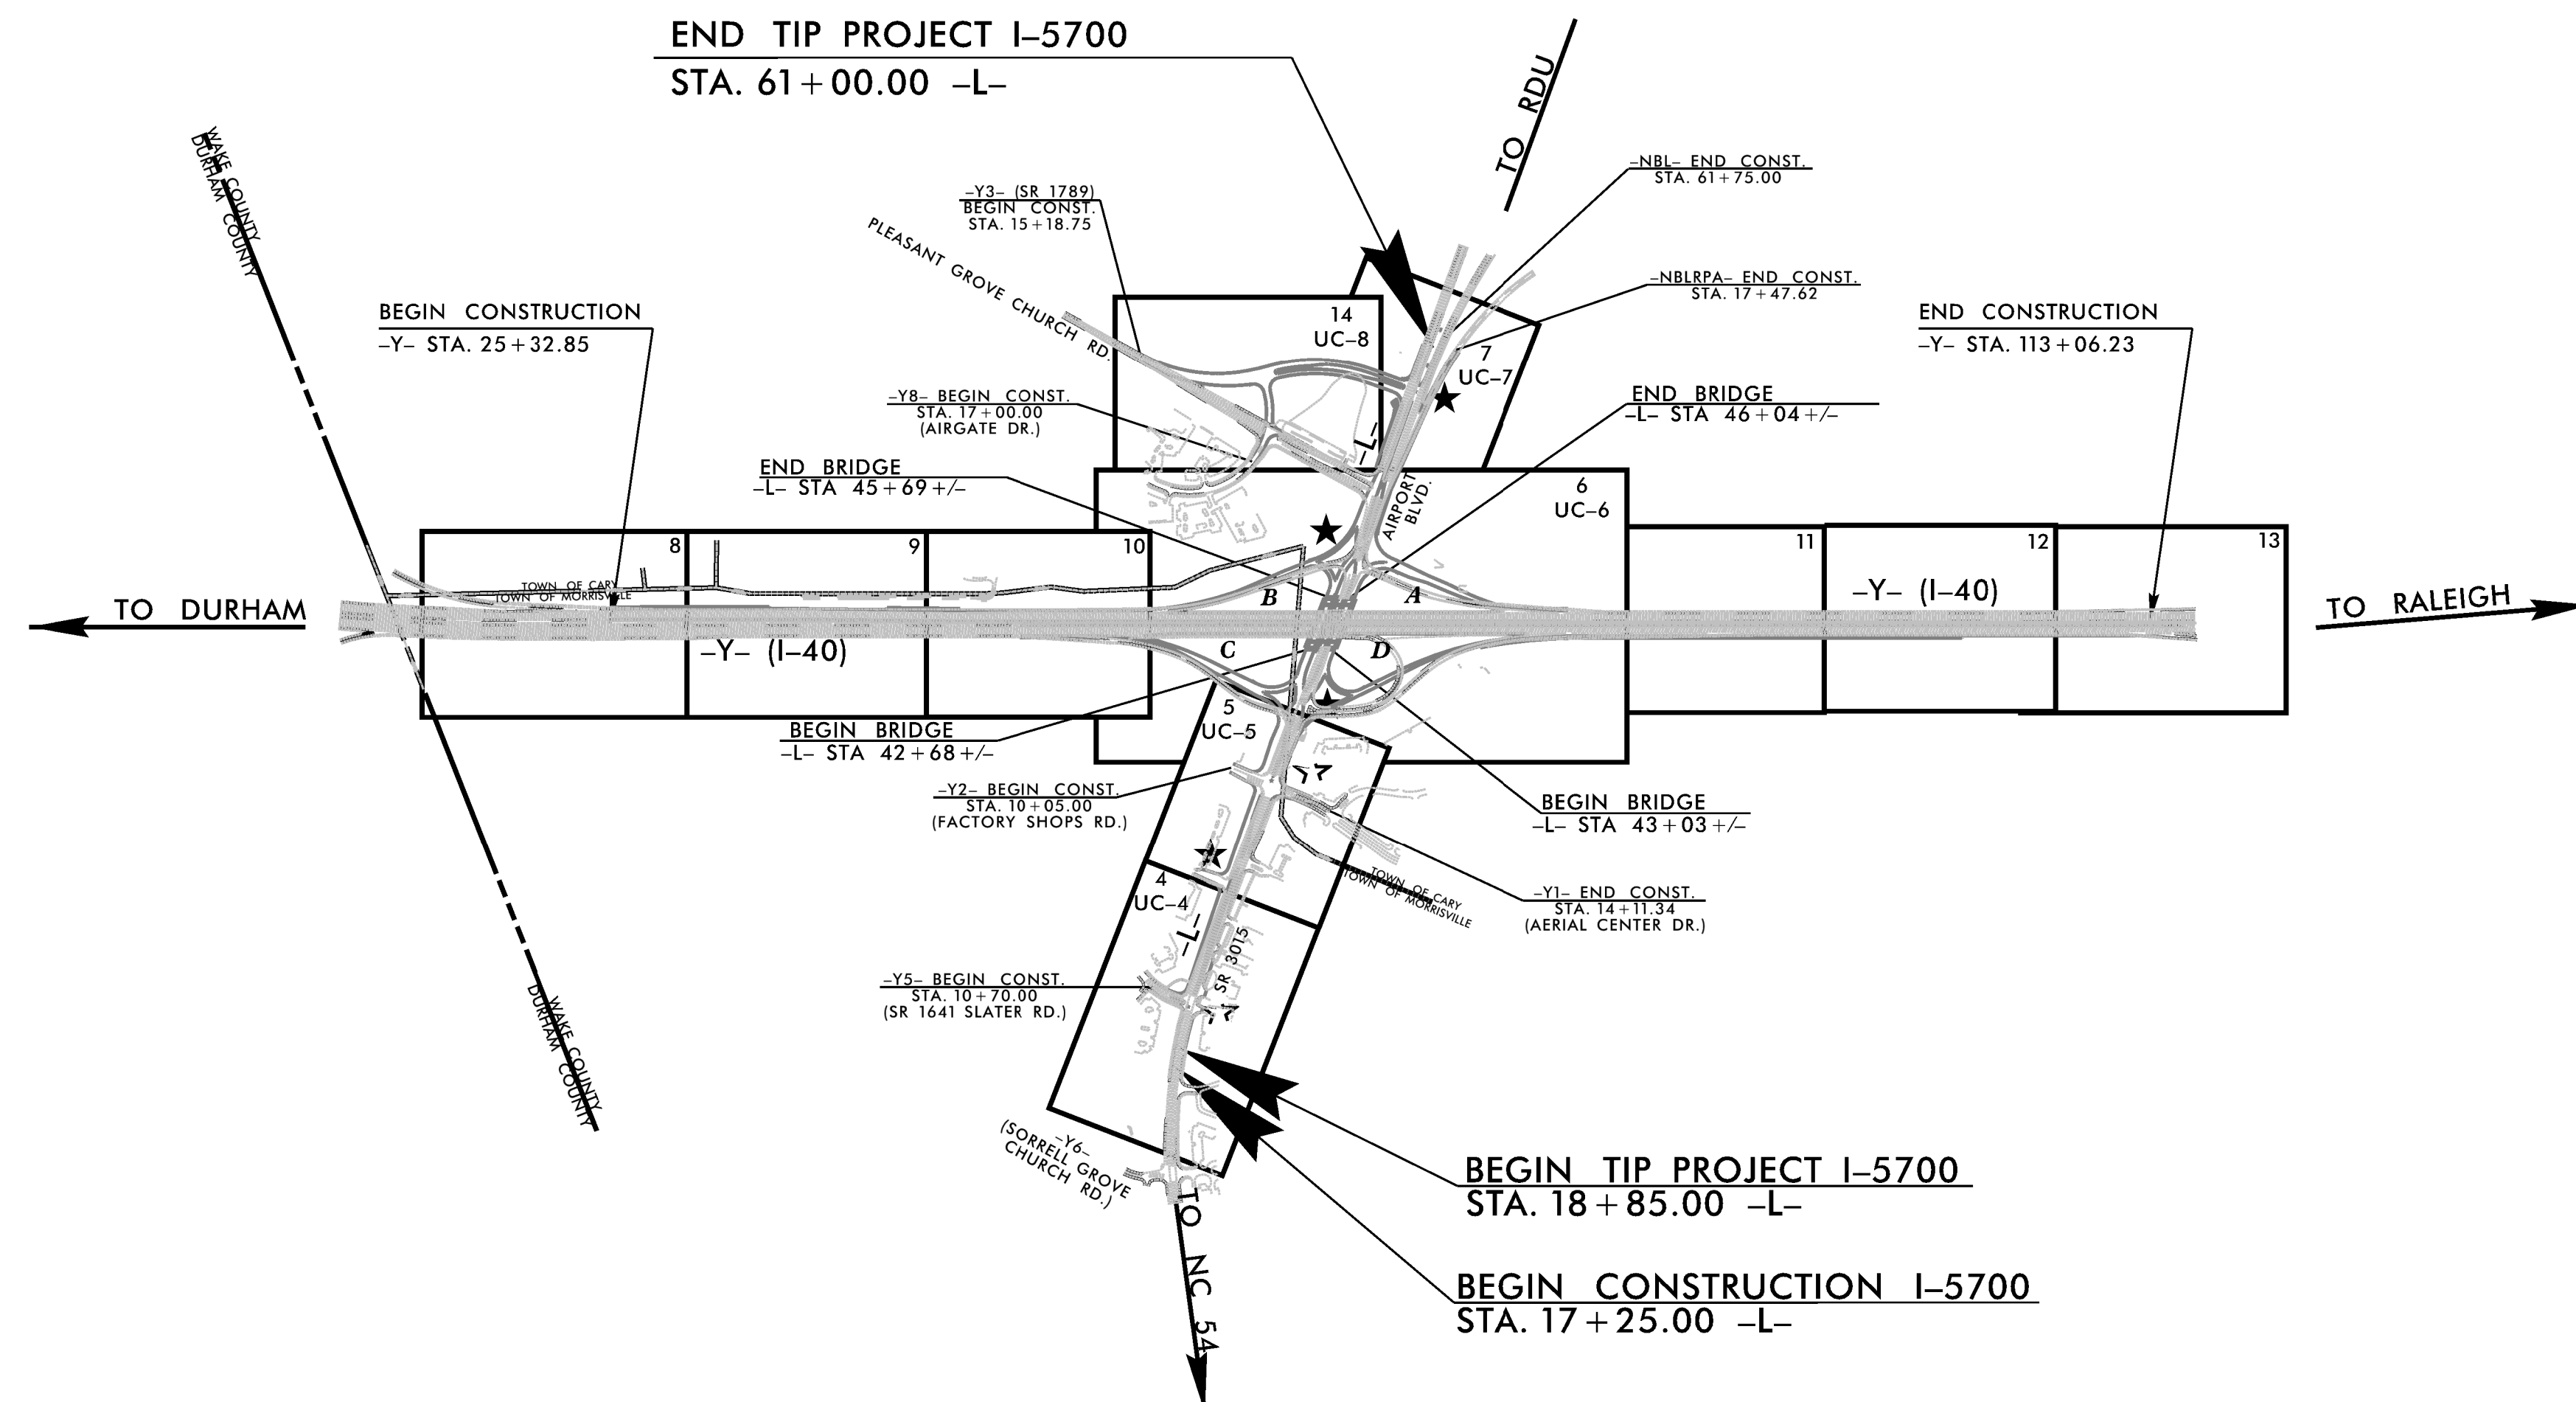 END TIP PROJECT I–5700
STA. 61+00.00 –L–
TO RDU
WAKE COUNTY
DURHAM COUNTY
–NBL– END CONST.
STA. 61+75.00
–Y3– (SR 1789)
BEGIN CONST.
STA. 15+18.75
PLEASANT GROVE CHURCH RD.
–NBLRPA– END CONST.
STA. 17+47.62
BEGIN CONSTRUCTION
–Y– STA. 25+32.85
END CONSTRUCTION
–Y– STA. 113+06.23
14
UC–8
7
UC–7
–Y8– BEGIN CONST.
STA. 17+00.00
(AIRGATE DR.)
END BRIDGE
–L– STA 46+04+/–
–L–
END BRIDGE
–L– STA 45+69+/–
AIRPORT
BLVD.
6
UC–6
8
9
10
11
12
13
TOWN OF CARY
TOWN OF MORRISVILLE
B
A
–Y– (I–40)
TO DURHAM
TO RALEIGH
–Y– (I–40)
C
D
5
UC–5
BEGIN BRIDGE
–L– STA 42+68+/–
–Y2– BEGIN CONST.
STA. 10+05.00
(FACTORY SHOPS RD.)
BEGIN BRIDGE
–L– STA 43+03+/–
4
UC–4
TOWN OF CARY
TOWN OF MORRISVILLE
–Y1– END CONST.
STA. 14+11.34
(AERIAL CENTER DR.)
–L–
SR 3015
–Y5– BEGIN CONST.
STA. 10+70.00
(SR 1641 SLATER RD.)
WAKE COUNTY
DURHAM COUNTY
–Y6–
(SORRELL GROVE
CHURCH RD.)
BEGIN TIP PROJECT I–5700
STA. 18+85.00 –L–
TO NC 54
BEGIN CONSTRUCTION I–5700
STA. 17+25.00 –L–